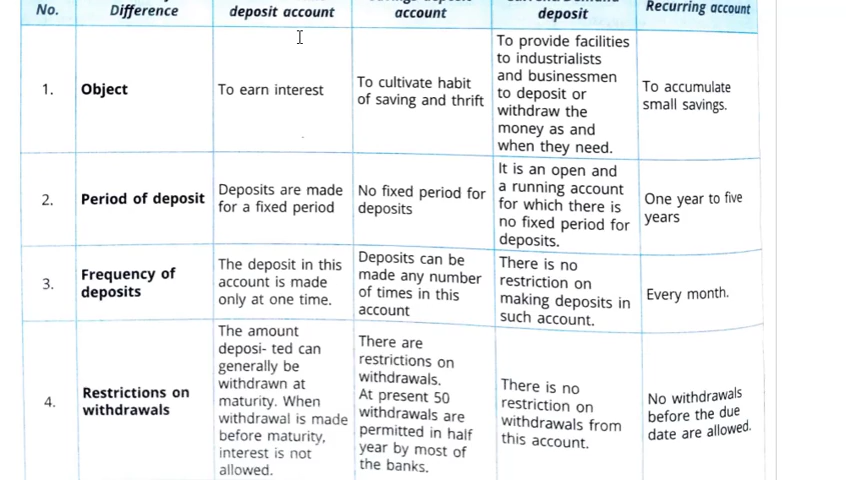 No.
Difference
deposit account
account
deposit
Recurring account
1.
Object
To earn interest
To cultivate habit
of saving and thrift
To provide facilities
to industrialists
and businessmen
to deposit or
withdraw the
money as and
when they need.
To accumulate
small savings.
2.
Period of deposit
Deposits are made
for a fixed period
No fixed period for
deposits
It is an open and
a running account
for which there is
no fixed period for
deposits.
One year to five
years
3.
Frequency of
deposits
The deposit in this
account is made
only at one time.
Deposits can be
made any number
of times in this
account
There is no
restriction on
making deposits in
such account.
Every month.
4.
Restrictions on
withdrawals
The amount
deposi- ted can
generally be
withdrawn at
maturity. When
withdrawal is made
before maturity,
interest is not
allowed.
There are
restrictions on
withdrawals.
At present 50
withdrawals are
permitted in half
year by most of
the banks.
There is no
restriction on
withdrawals from
this account.
No withdrawals
before the due
date are allowed.